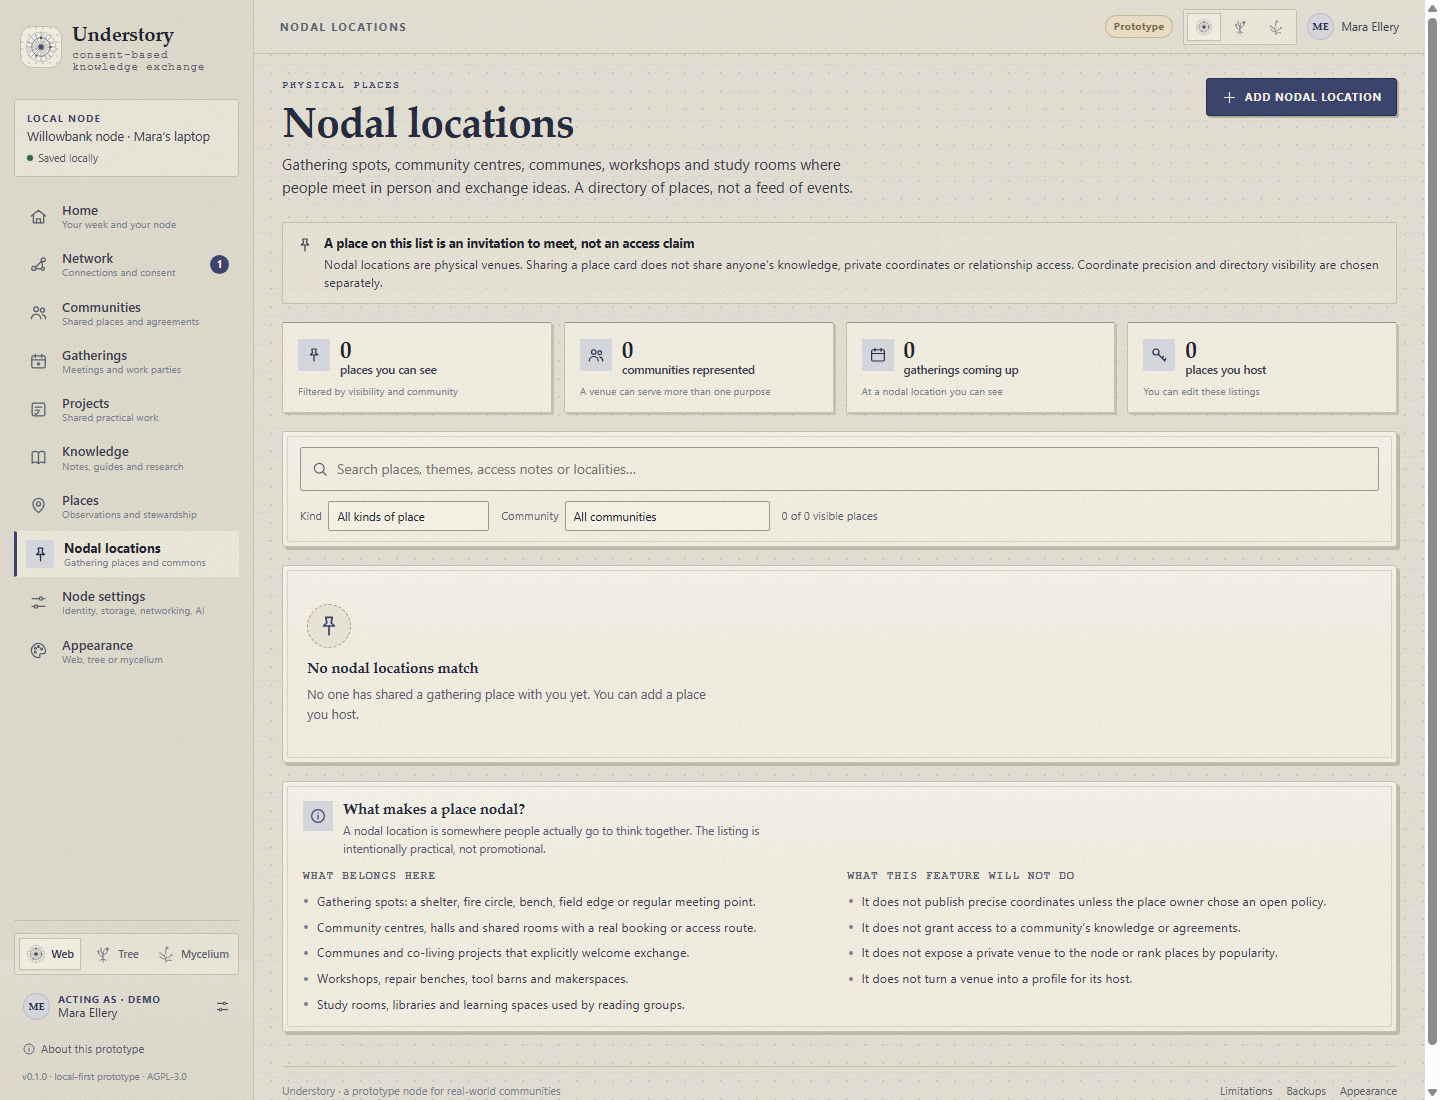 Understory
consent-based
knowledge exchange
LOCAL NODE
Willowbank node · Mara's laptop
Saved locally
Home
Your week and your node
Network
Connections and consent
1
Communities
Shared places and agreements
Gatherings
Meetings and work parties
Projects
Shared practical work
Knowledge
Notes, guides and research
Places
Observations and stewardship
Nodal locations
Gathering places and commons
Node settings
Identity, storage, networking, AI
Appearance
Web, tree or mycelium
Web
Tree
Mycelium
ME
ACTING AS · DEMO
Mara Ellery
About this prototype
v0.1.0 · local-first prototype · AGPL-3.0
NODAL LOCATIONS
Prototype
ME
Mara Ellery
PHYSICAL PLACES
Nodal locations
Gathering spots, community centres, communes, workshops and study rooms where
people meet in person and exchange ideas. A directory of places, not a feed of events.
ADD NODAL LOCATION
A place on this list is an invitation to meet, not an access claim
Nodal locations are physical venues. Sharing a place card does not share anyone's knowledge, private coordinates or relationship access. Coordinate precision and directory visibility are chosen
separately.
0
places you can see
Filtered by visibility and community
0
communities represented
A venue can serve more than one purpose
0
gatherings coming up
At a nodal location you can see
0
places you host
You can edit these listings
Search places, themes, access notes or localities...
Kind
All kinds of place
Community
All communities
0 of 0 visible places
No nodal locations match
No one has shared a gathering place with you yet. You can add a place
you host.
What makes a place nodal?
A nodal location is somewhere people actually go to think together. The listing is
intentionally practical, not promotional.
WHAT BELONGS HERE
• Gathering spots: a shelter, fire circle, bench, field edge or regular meeting point.
• Community centres, halls and shared rooms with a real booking or access route.
• Communes and co-living projects that explicitly welcome exchange.
• Workshops, repair benches, tool barns and makerspaces.
• Study rooms, libraries and learning spaces used by reading groups.
WHAT THIS FEATURE WILL NOT DO
• It does not publish precise coordinates unless the place owner chose an open policy.
• It does not grant access to a community's knowledge or agreements.
• It does not expose a private venue to the node or rank places by popularity.
• It does not turn a venue into a profile for its host.
Understory · a prototype node for real-world communities
Limitations
Backups
Appearance